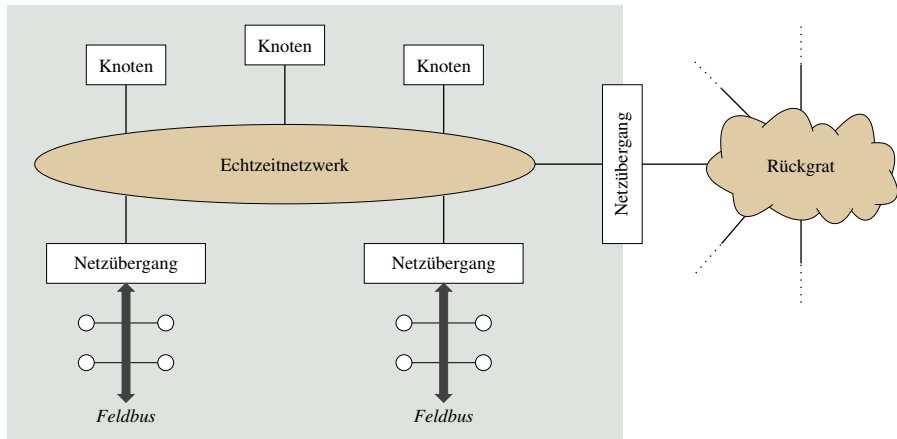 Knoten
Knoten
Knoten
Echtzeitnetzwerk
Netzübergang
Rückgrat
Netzübergang
Netzübergang
Feldbus
Feldbus